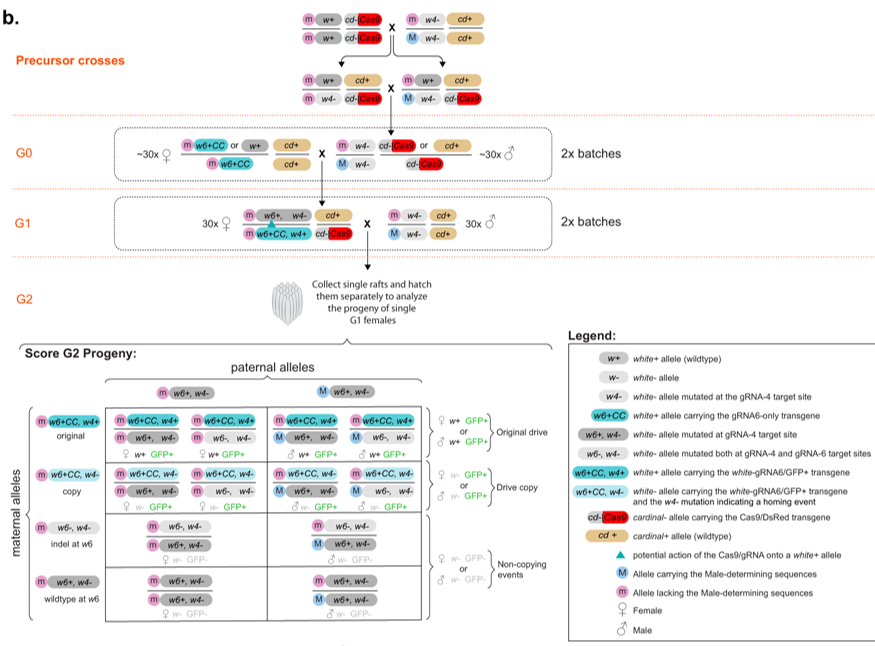 b.
m w+ cd- Cas9 m w4- cd+
x
m w+ cd- Cas9 M w4- cd+
Precursor crosses
m w+ cd+ m w+ cd+
x
m w4- cd- Cas9 M w4- cd- Cas9
G0
m w6+CC or w+ cd+ m w4- cd- Cas9 or cd+
~30x ♀ x ~30x ♂ 2x batches
m w6+CC cd+ M w4- cd- Cas9
G1
m w6+, w4- cd+ m w4- cd+
30x ♀ x 30x ♂ 2x batches
m w6+CC, w4+ cd- Cas9 M w4- cd+
G2
Collect single rafts and hatch
them separately to analyze
the progeny of single
G1 females
Score G2 Progeny:
paternal alleles
m w6+, w4- M w6+, w4-
maternal alleles
m w6+CC, w4+
original
m w6+CC, w4+ m w6+CC, w4+ m w6+CC, w4+ m w6+CC, w4+
m w6+, w4- m w6-, w4- M w6+, w4- M w6-, w4-
♀ w+ GFP+ ♀ w+ GFP+ ♂ w+ GFP+ ♂ w+ GFP+
♀ w+ GFP+
or
♂ w+ GFP+
Original drive
m w6+CC, w4-
copy
m w6+CC, w4- m w6+CC, w4- m w6+CC, w4- m w6+CC, w4-
m w6+, w4- m w6-, w4- M w6+, w4- M w6-, w4-
♀ w- GFP+ ♀ w- GFP+ ♂ w- GFP+ ♂ w- GFP+
♀ w- GFP+
or
♂ w- GFP+
Drive copy
m w6-, w4-
indel at w6
m w6-, w4- m w6-, w4-
m w6+, w4- M w6+, w4-
♀ w- GFP- ♂ w- GFP-
m w6+, w4-
wildtype at w6
m w6+, w4- m w6+, w4-
m w6+, w4- M w6+, w4-
♀ w- GFP- ♂ w- GFP-
♀ w- GFP-
or
♂ w- GFP-
Non-copying
events
Legend:
w+ white+ allele (wildtype)
w- white- allele
w4- white- allele mutated at the gRNA-4 target site
w6+CC white+ allele carrying the gRNA6-only transgene
w6+, w4- white- allele mutated at gRNA-4 target site
w6-, w4- white- allele mutated both at gRNA-4 and gRNA-6 target sites
w6+CC, w4+ white+ allele carrying the white-gRNA6/GFP+ transgene
w6+CC, w4- white- allele carrying the white-gRNA6/GFP+ transgene
and the w4- mutation indicating a homing event
cd- Cas9 cardinal- allele carrying the Cas9/DsRed transgene
cd + cardinal+ allele (wildtype)
potential action of the Cas9/gRNA onto a white+ allele
M Allele carrying the Male-determining sequences
m Allele lacking the Male-determining sequences
♀ Female
♂ Male